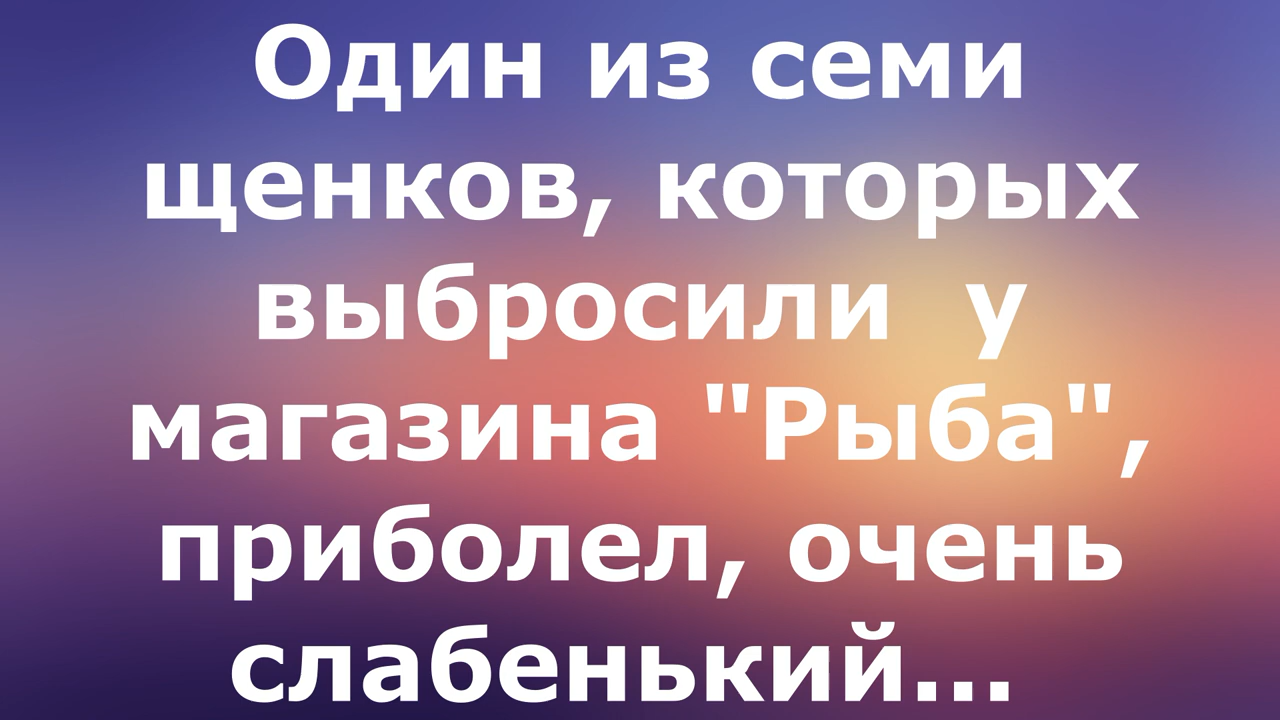 Один из семи
щенков, которых
выбросили  у
магазина "Рыба",
приболел, очень
слабенький...